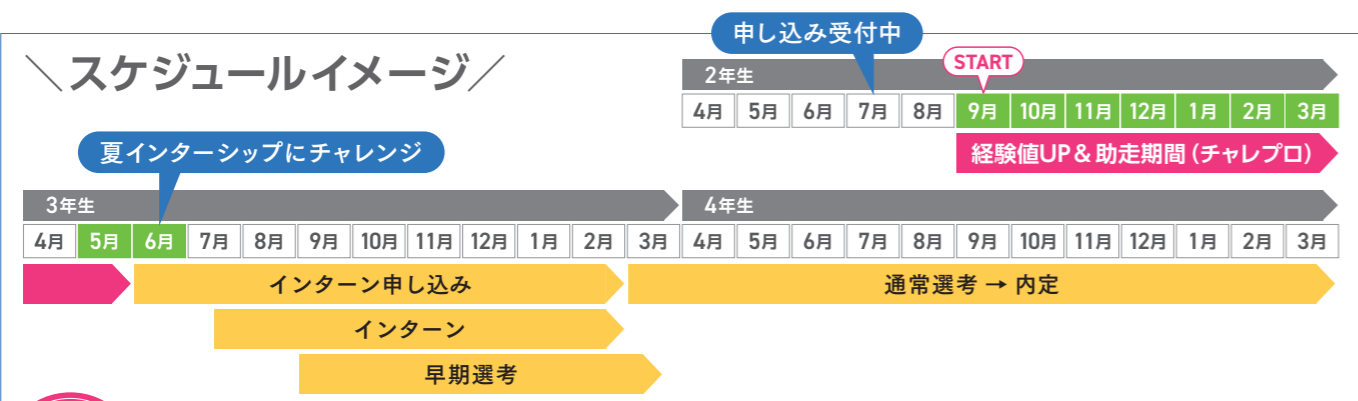 申し込み受付中
＼スケジュールイメージ／
START
2年生
4月 5月 6月 7月 8月 9月 10月 11月 12月 1月 2月 3月
経験値UP＆助走期間（チャレプロ）
夏インターシップにチャレンジ
3年生 4年生
4月 5月 6月 7月 8月 9月 10月 11月 12月 1月 2月 3月 4月 5月 6月 7月 8月 9月 10月 11月 12月 1月 2月 3月
インターン申し込み 通常選考 → 内定
インターン
早期選考